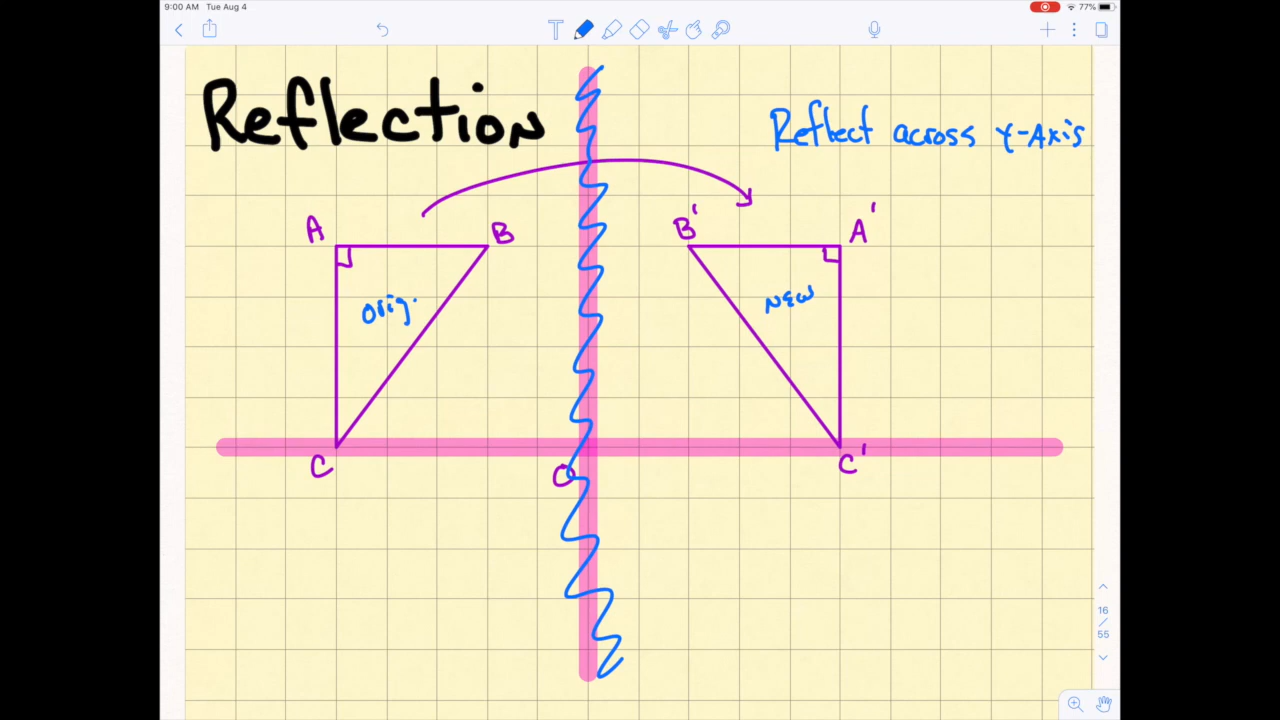 9:00 AM Tue Aug 4
77%
T
Reflection
Reflect across Y-Axis
A
B
B'
A'
orig.
NEW
C
O
C'
16
/
55